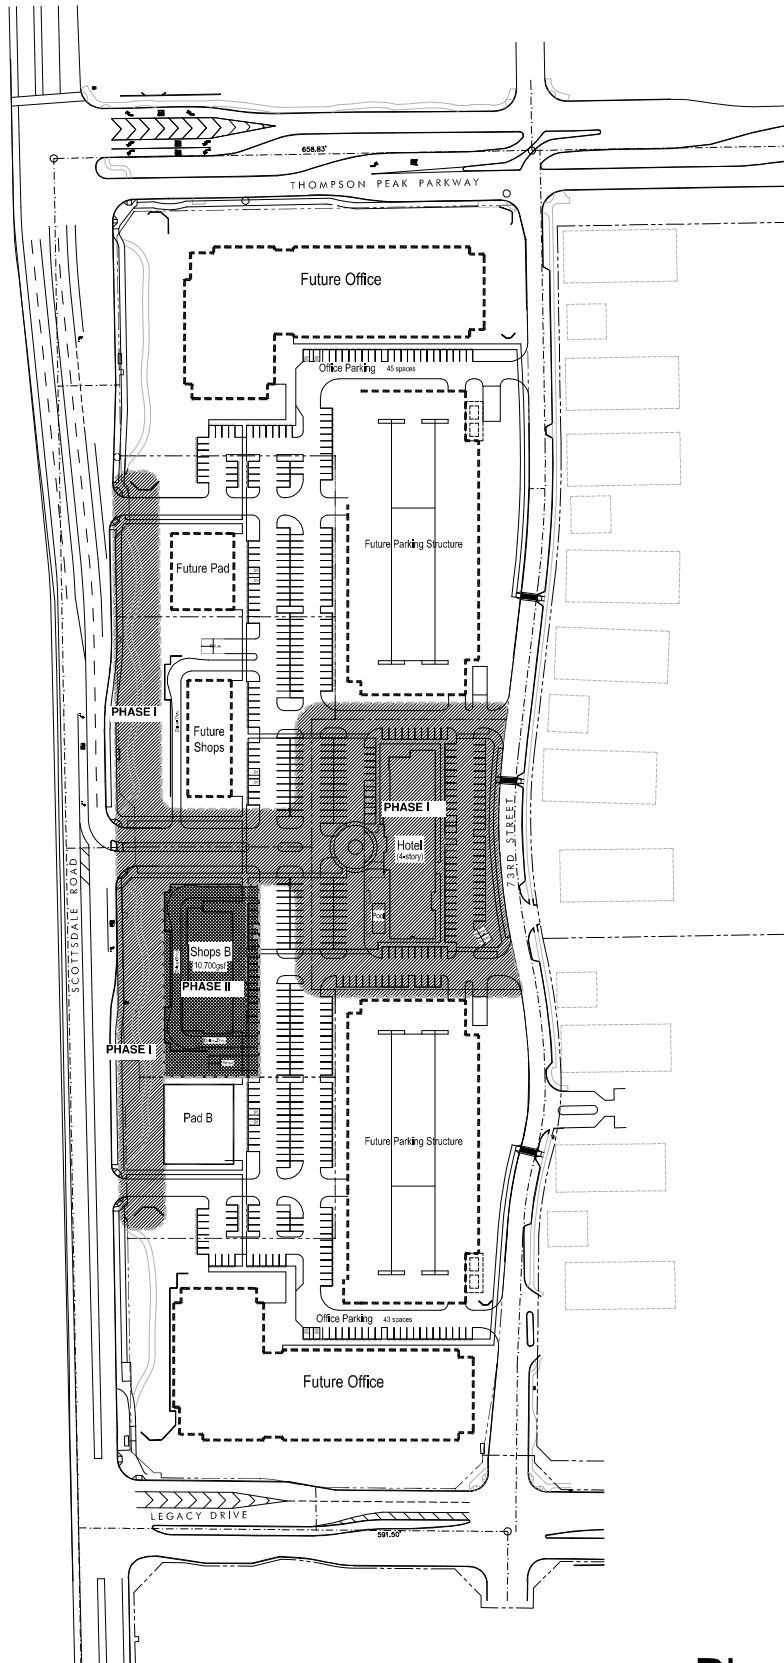 658.83'
THOMPSON PEAK PARKWAY
Future Office
Office Parking 45 spaces
Future Parking Structure
Future Pad
PHASE I
Future
Shops
PHASE I
Hotel
(4-story)
Pool
73RD STREET
SCOTTSDALE ROAD
Shops B
10,700gsf
PHASE II
PHASE I
Pad B
Future Parking Structure
Office Parking 43 spaces
Future Office
LEGACY DRIVE
591.50'